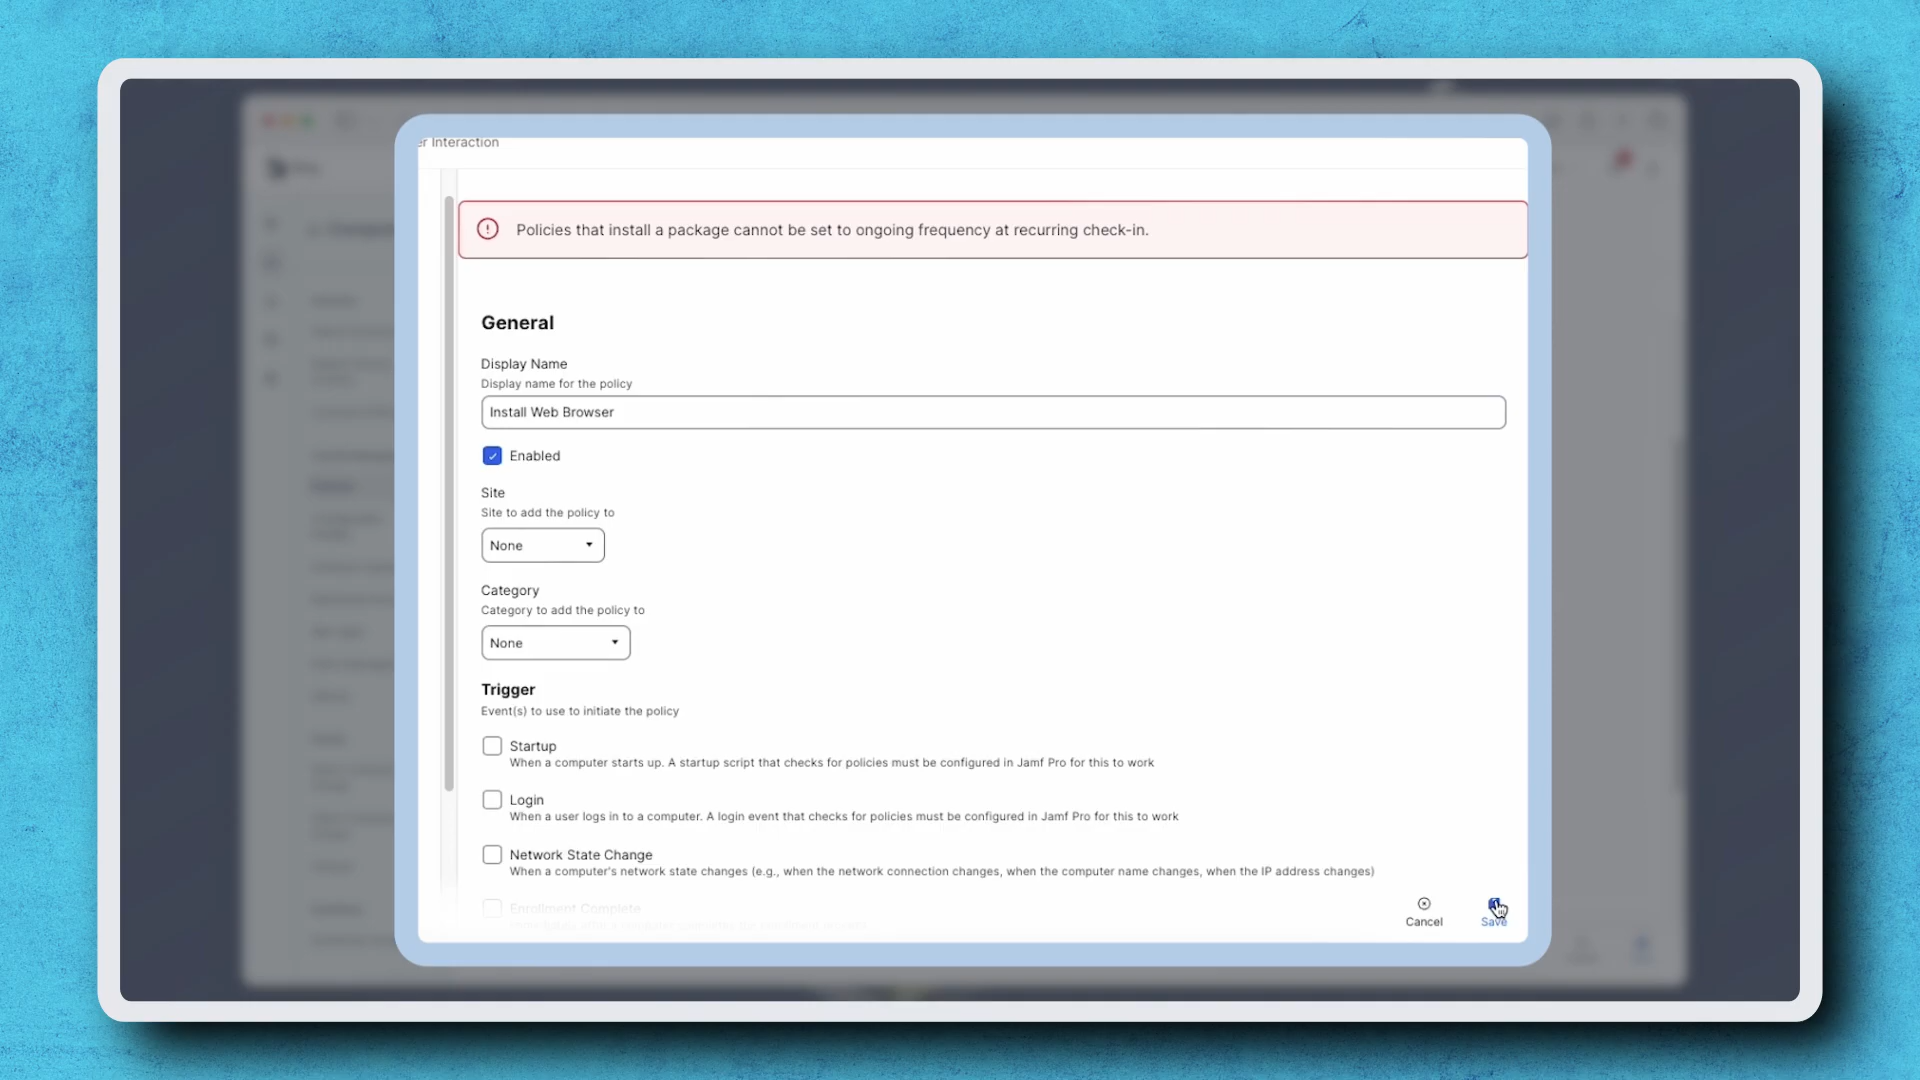 er Interaction
Policies that install a package cannot be set to ongoing frequency at recurring check-in.
General
Display Name
Display name for the policy
Install Web Browser
Enabled
Site
Site to add the policy to
None
Category
Category to add the policy to
None
Trigger
Event(s) to use to initiate the policy
Startup
When a computer starts up. A startup script that checks for policies must be configured in Jamf Pro for this to work
Login
When a user logs in to a computer. A login event that checks for policies must be configured in Jamf Pro for this to work
Network State Change
When a computer's network state changes (e.g., when the network connection changes, when the computer name changes, when the IP address changes)
Enrollment Complete
Cancel
Save